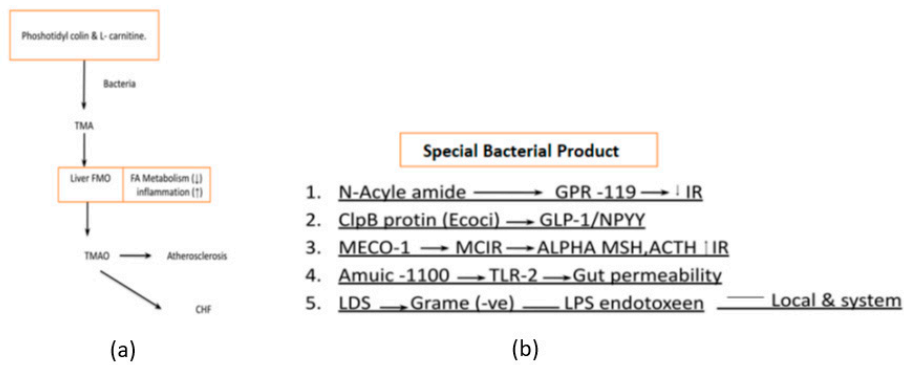 Phoshotidyl colin & L- carnitine.
Bacteria
TMA
Liver FMO
FA Metabolism (↓)
inflammation (↑)
TMAO → Atherosclerosis
CHF
(a)
Special Bacterial Product
1. N-Acyle amide → GPR -119 → ↓ IR
2. ClpB protin (Ecoci) → GLP-1/NPYY
3. MECO-1 → MCIR → ALPHA MSH,ACTH ↑IR
4. Amuic -1100 → TLR-2 → Gut permeability
5. LDS → Grame (-ve) — LPS endotoxeen — Local & system
(b)